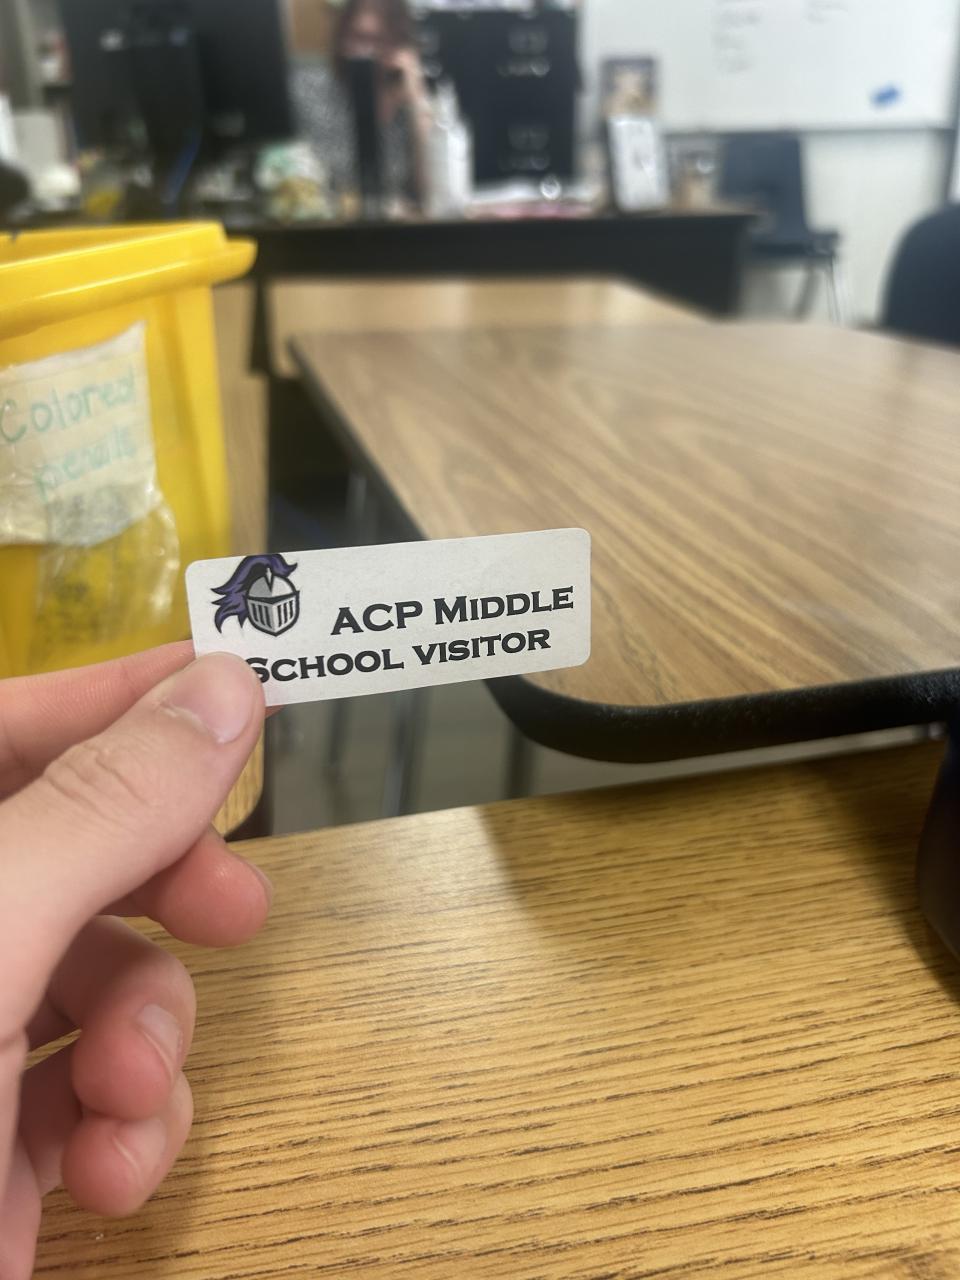 Colored
pencils
ACP MIDDLE
SCHOOL VISITOR